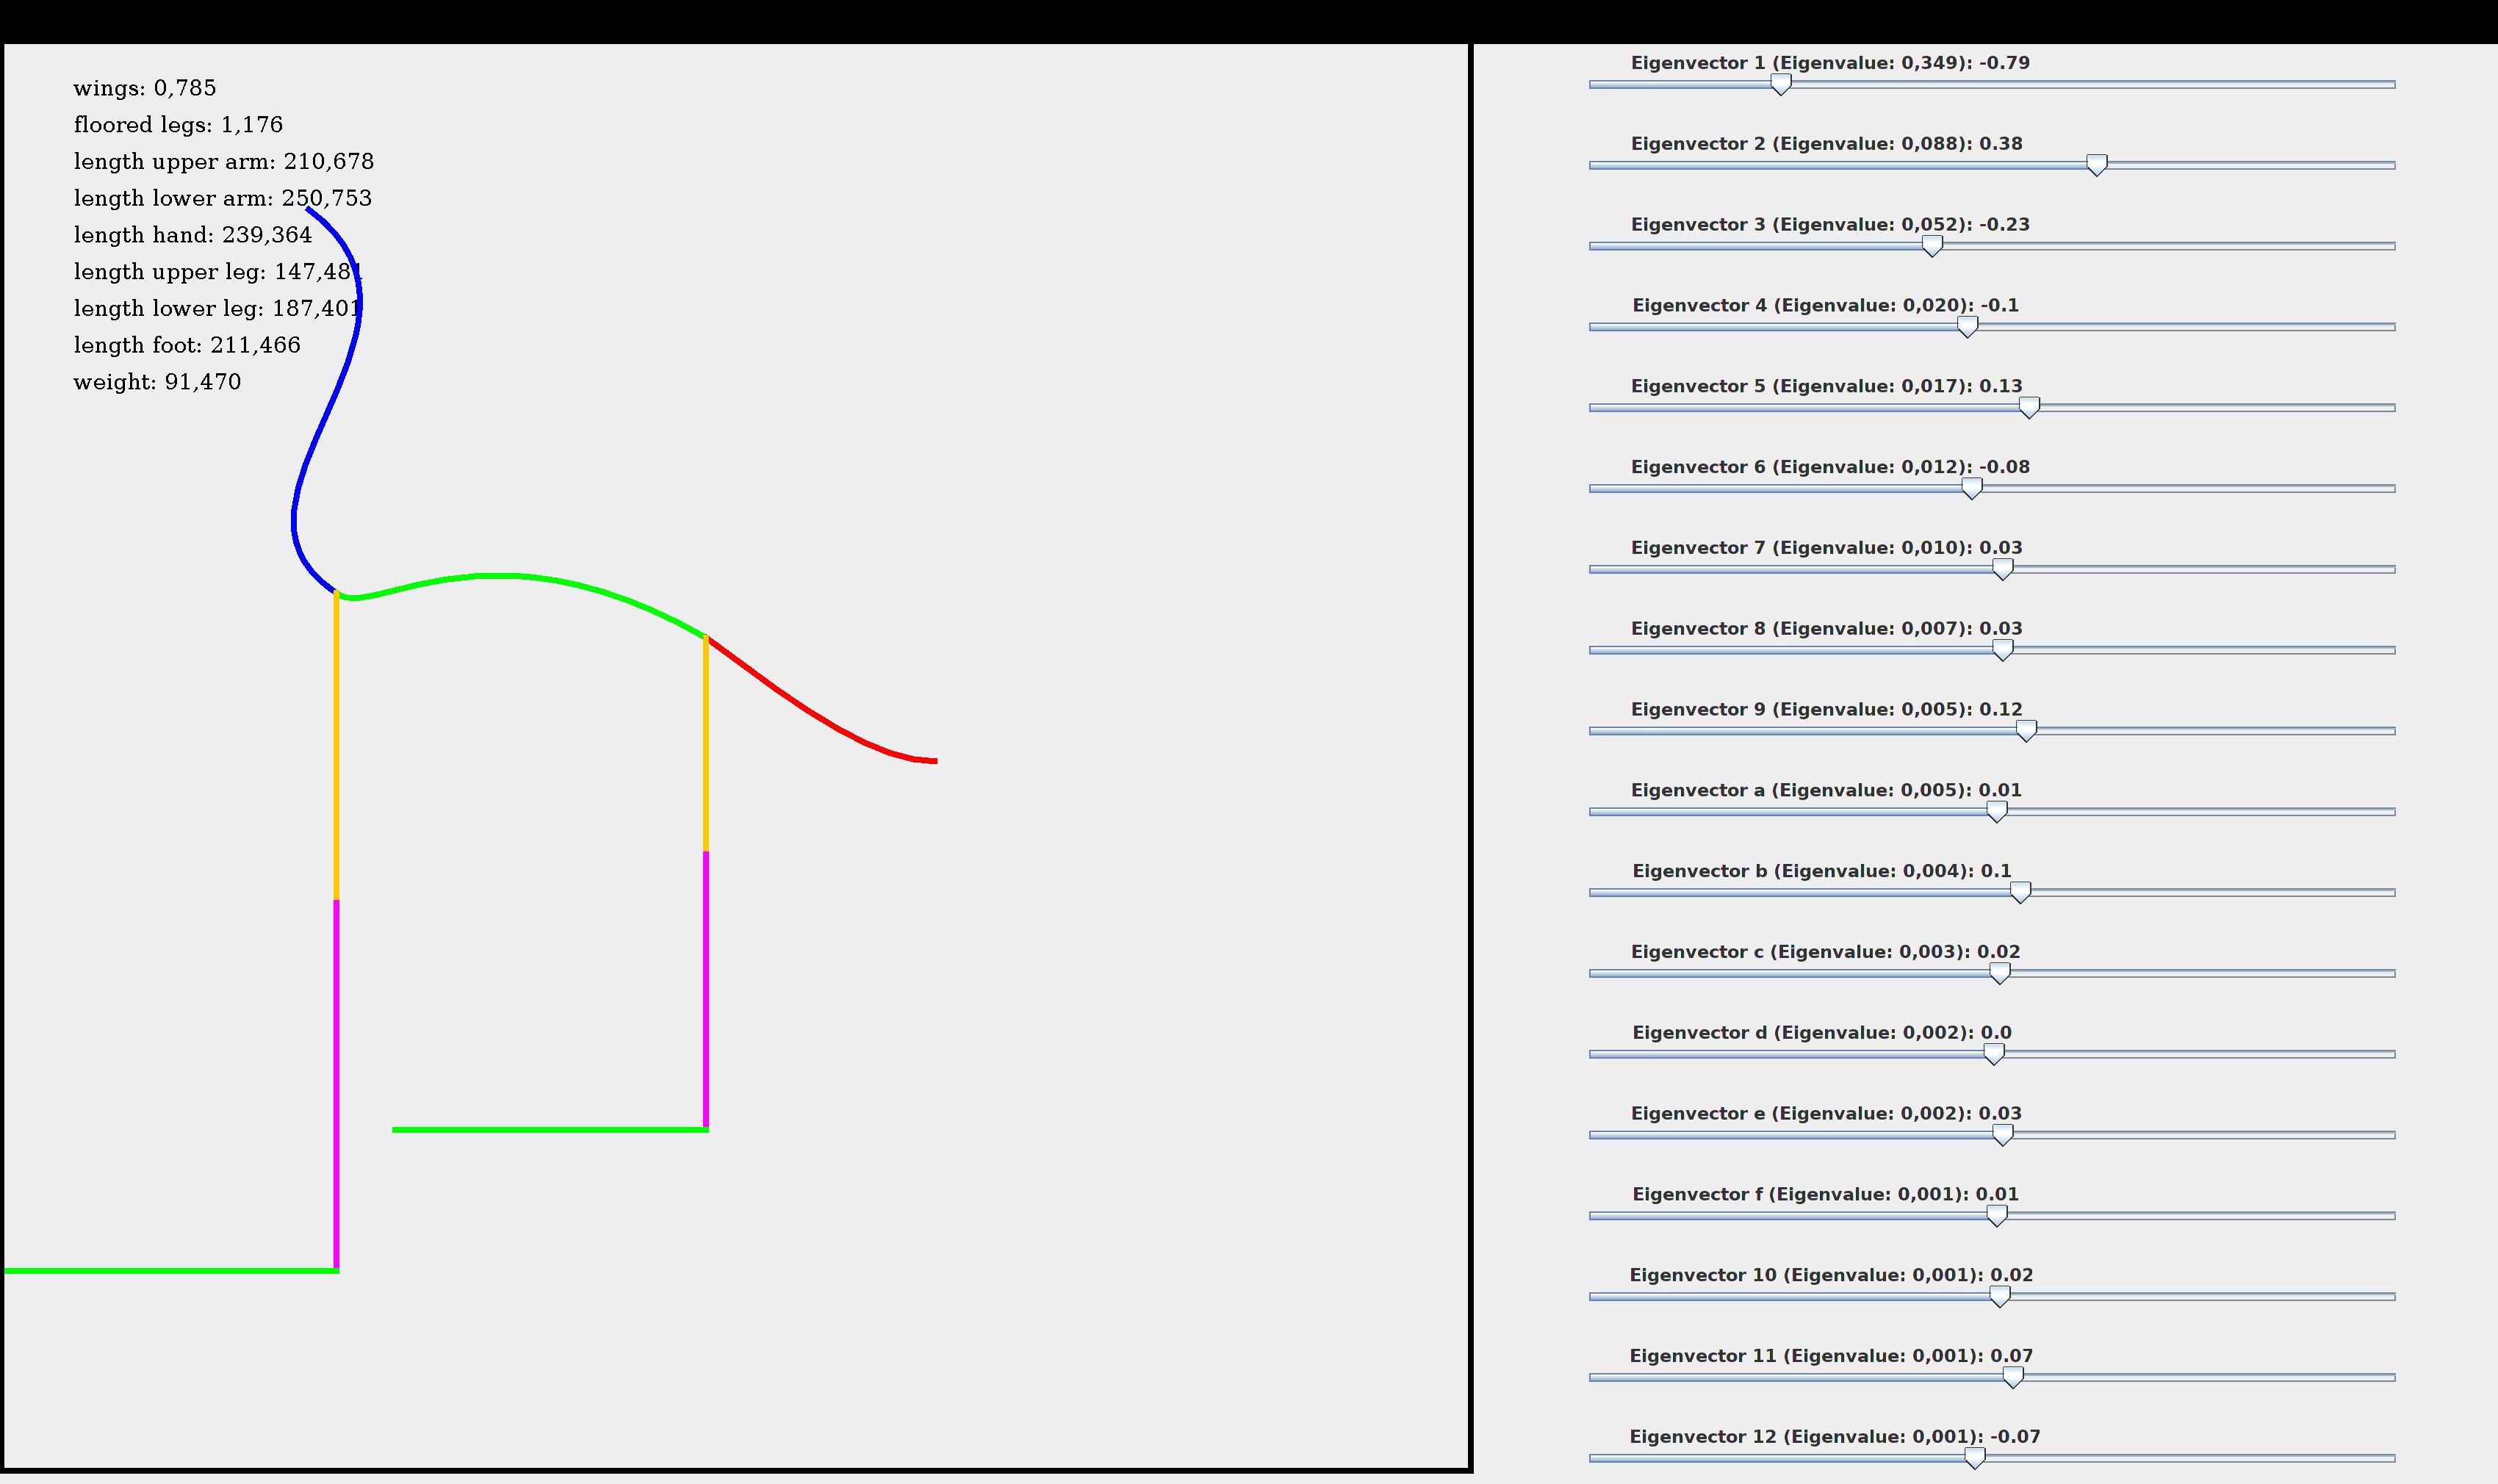 wings: 0,785
floored legs: 1,176
length upper arm: 210,678
length lower arm: 250,753
length hand: 239,364
length upper leg: 147,481
length lower leg: 187,401
length foot: 211,466
weight: 91,470
Eigenvector 1 (Eigenvalue: 0,349): -0.79
Eigenvector 2 (Eigenvalue: 0,088): 0.38
Eigenvector 3 (Eigenvalue: 0,052): -0.23
Eigenvector 4 (Eigenvalue: 0,020): -0.1
Eigenvector 5 (Eigenvalue: 0,017): 0.13
Eigenvector 6 (Eigenvalue: 0,012): -0.08
Eigenvector 7 (Eigenvalue: 0,010): 0.03
Eigenvector 8 (Eigenvalue: 0,007): 0.03
Eigenvector 9 (Eigenvalue: 0,005): 0.12
Eigenvector a (Eigenvalue: 0,005): 0.01
Eigenvector b (Eigenvalue: 0,004): 0.1
Eigenvector c (Eigenvalue: 0,003): 0.02
Eigenvector d (Eigenvalue: 0,002): 0.0
Eigenvector e (Eigenvalue: 0,002): 0.03
Eigenvector f (Eigenvalue: 0,001): 0.01
Eigenvector 10 (Eigenvalue: 0,001): 0.02
Eigenvector 11 (Eigenvalue: 0,001): 0.07
Eigenvector 12 (Eigenvalue: 0,001): -0.07